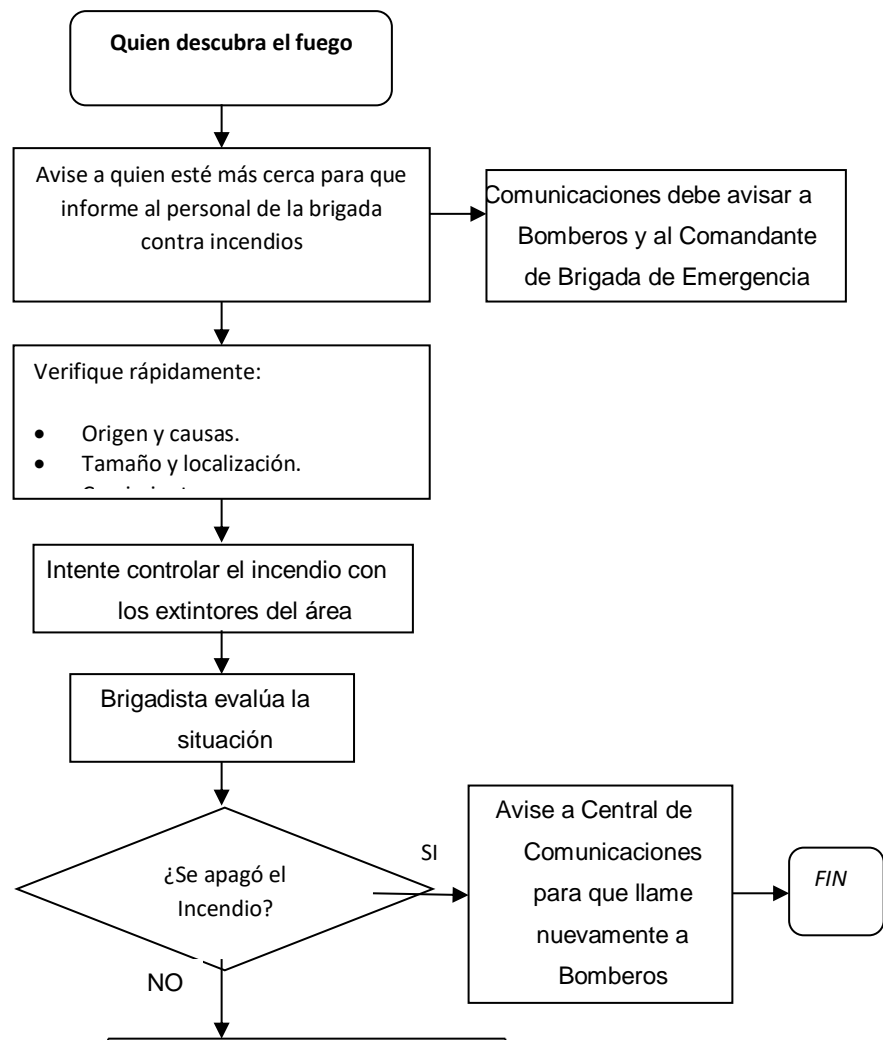 Quien descubra el fuego
Avise a quien esté más cerca para que
informe al personal de la brigada
contra incendios
Comunicaciones debe avisar a
Bomberos y al Comandante
de Brigada de Emergencia
Verifique rápidamente:
• Origen y causas.
• Tamaño y localización.
Intente controlar el incendio con
los extintores del área
Brigadista evalúa la
situación
¿Se apagó el
Incendio?
SI
Avise a Central de
Comunicaciones
para que llame
nuevamente a
Bomberos
FIN
NO